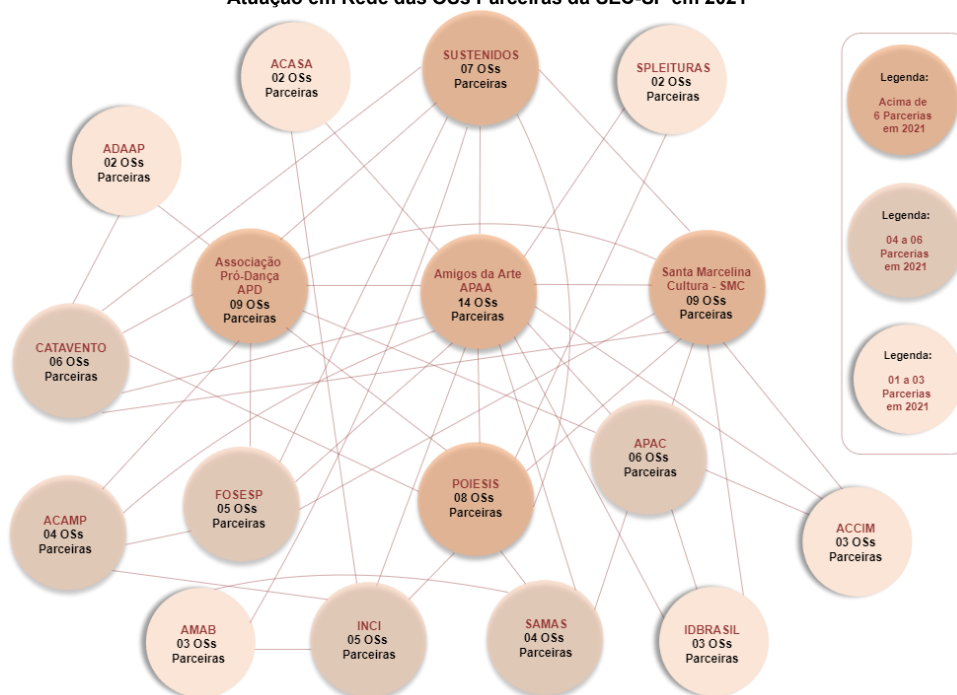 Atuação em Rede das OSs Parceiras da SEC-SP em 2021
ACASA
02 OSs
Parceiras
SUSTENIDOS
07 OSs
Parceiras
SPLEITURAS
02 OSs
Parceiras
Legenda:
Acima de
6 Parcerias
em 2021
ADAAP
02 OSs
Parceiras
Legenda:
04 a 06
Parcerias
em 2021
Associação
Pró-Dança
APD
09 OSs
Parceiras
Amigos da Arte
APAA
14 OSs
Parceiras
Santa Marcelina
Cultura - SMC
09 OSs
Parceiras
CATAVENTO
06 OSs
Parceiras
Legenda:
01 a 03
Parcerias
em 2021
ACAMP
04 OSs
Parceiras
FOSESP
05 OSs
Parceiras
POIESIS
08 OSs
Parceiras
APAC
06 OSs
Parceiras
ACCIM
03 OSs
Parceiras
AMAB
03 OSs
Parceiras
INCI
05 OSs
Parceiras
SAMAS
04 OSs
Parceiras
IDBRASIL
03 OSs
Parceiras